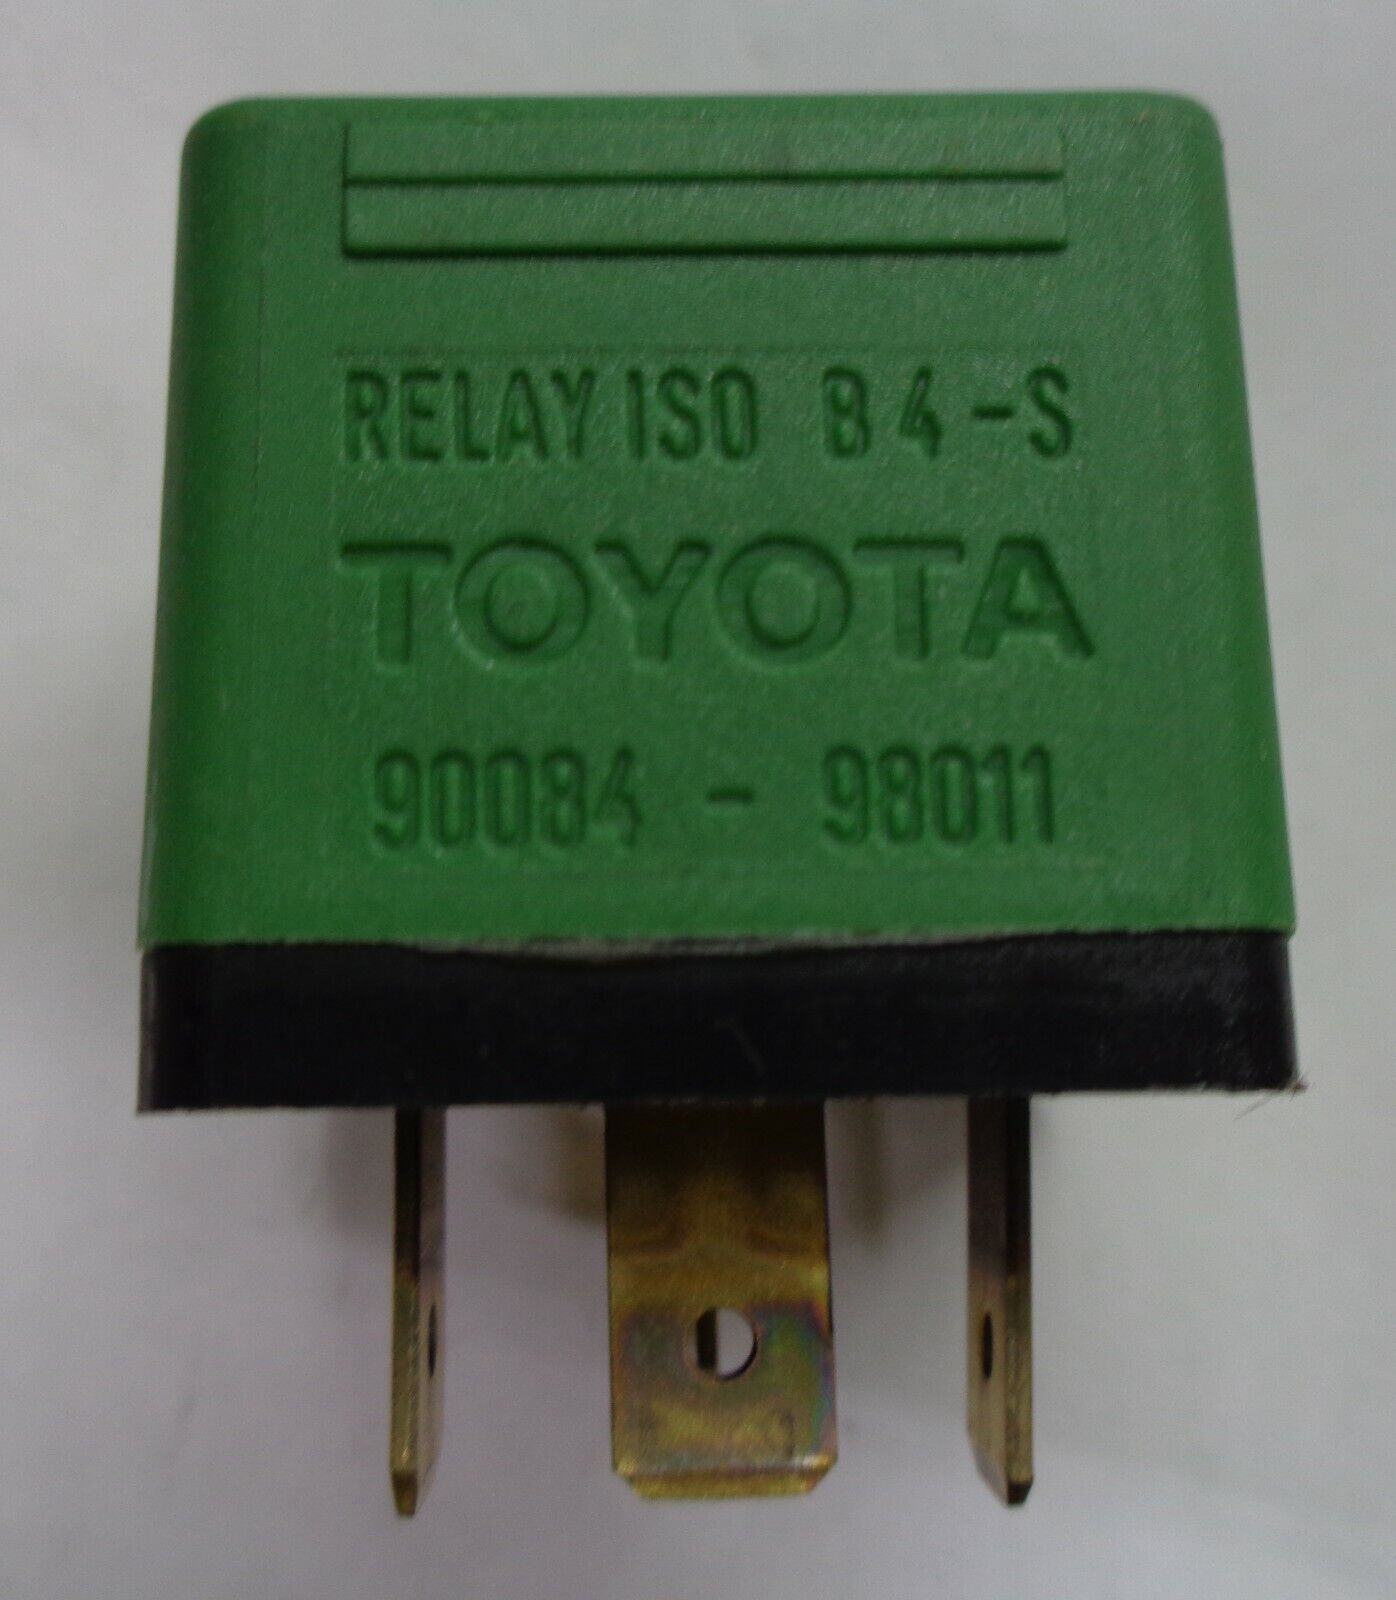 RELAY ISO B4-S
TOYOTA
90084 - 98011